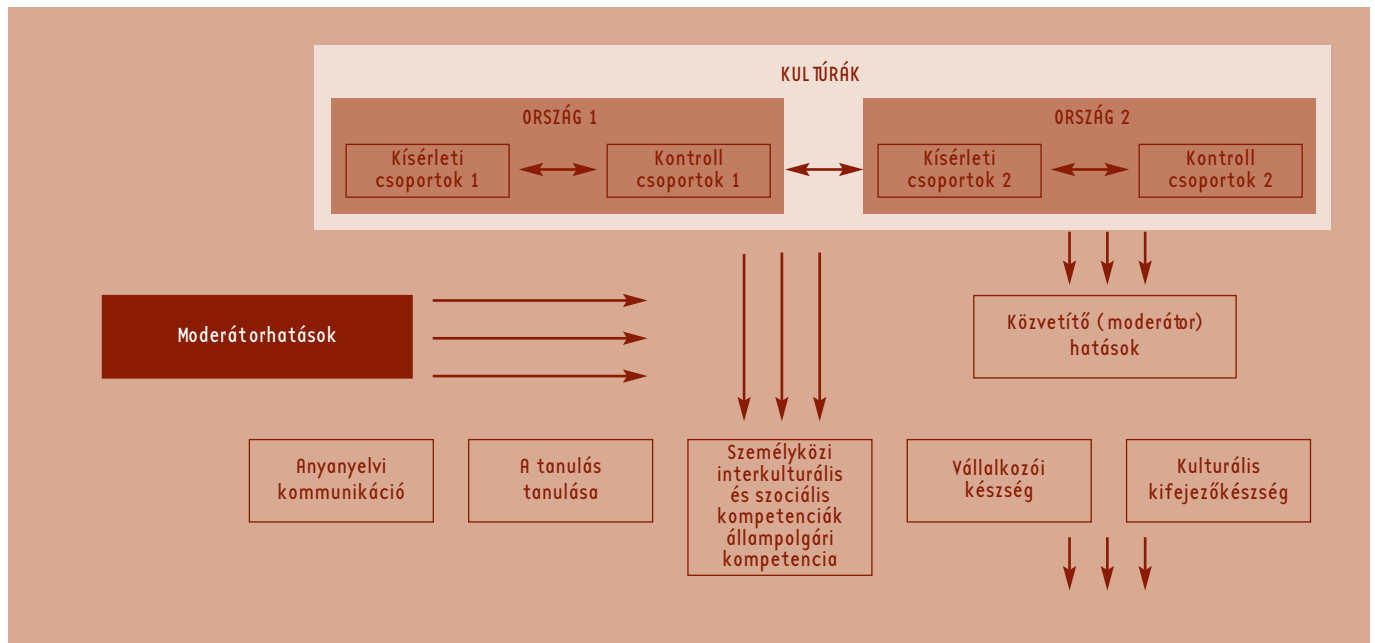 KULTÚRÁK
ORSZÁG 1
Kísérleti
csoportok 1
Kontroll
csoportok 1
ORSZÁG 2
Kísérleti
csoportok 2
Kontroll
csoportok 2
Moderátorhatások
Közvetítő (moderátor)
hatások
Anyanyelvi
kommunikáció
A tanulás
tanulása
Személyközi
interkulturális
és szociális
kompetenciák
állampolgári
kompetencia
Vállalkozói
készség
Kulturális
kifejezőkészség